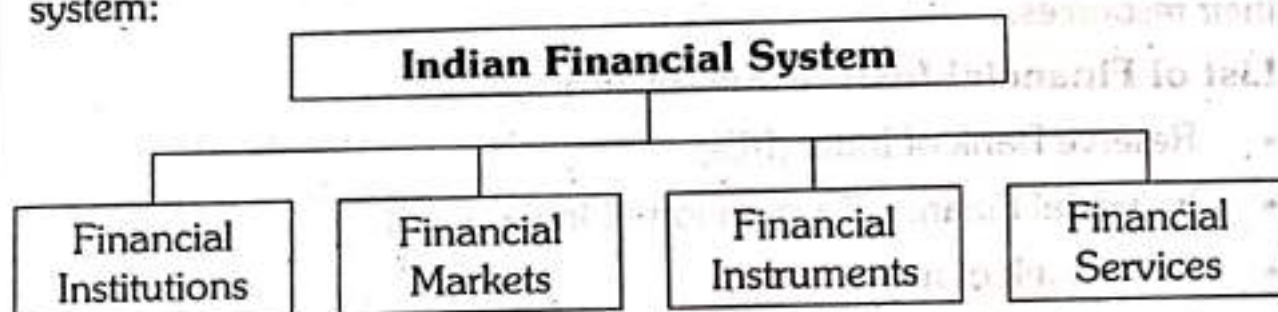 system:
Indian Financial System
Financial
Institutions
Financial
Markets
Financial
Instruments
Financial
Services